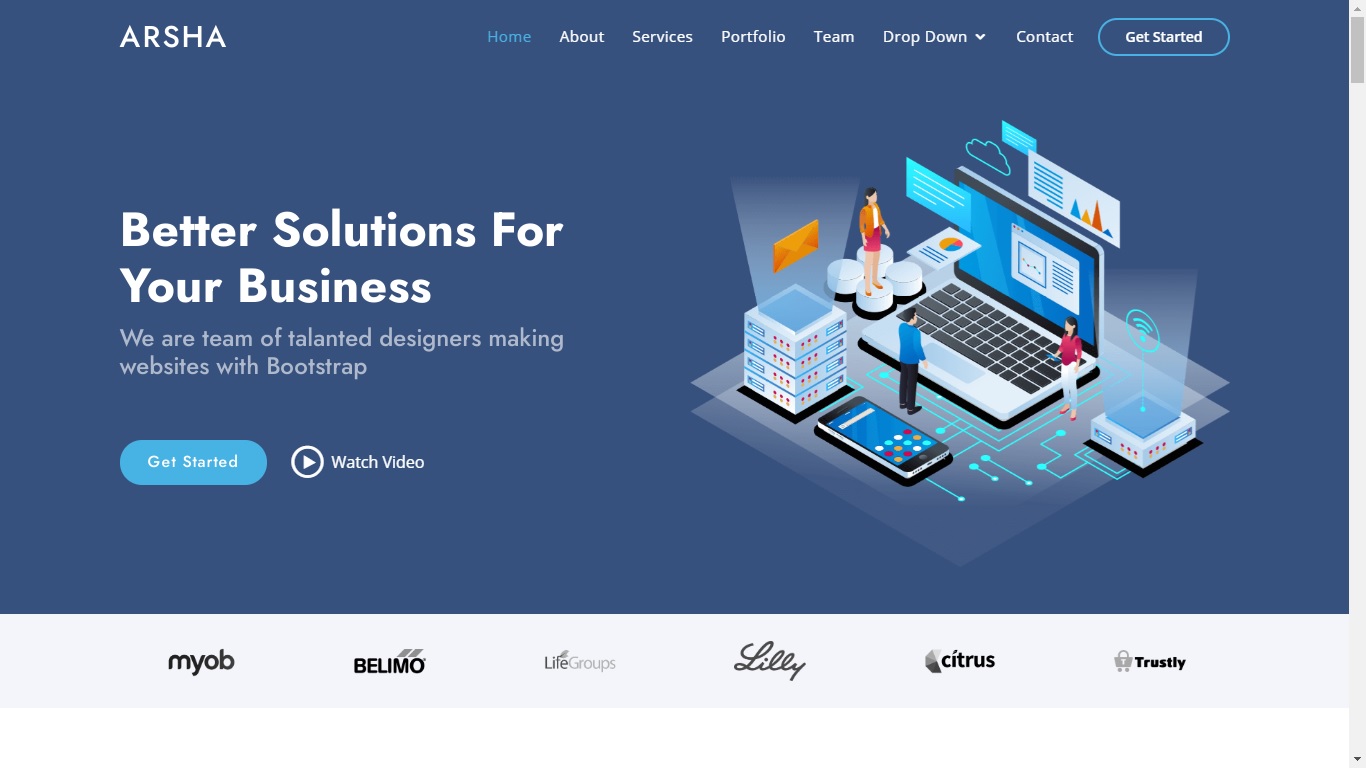 ARSHA
Home About Services Portfolio Team Drop Down Contact Get Started
Better Solutions For
Your Business
We are team of talanted designers making
websites with Bootstrap
Get Started Watch Video
myob BELIMO LifeGroups Lilly citrus Trustly